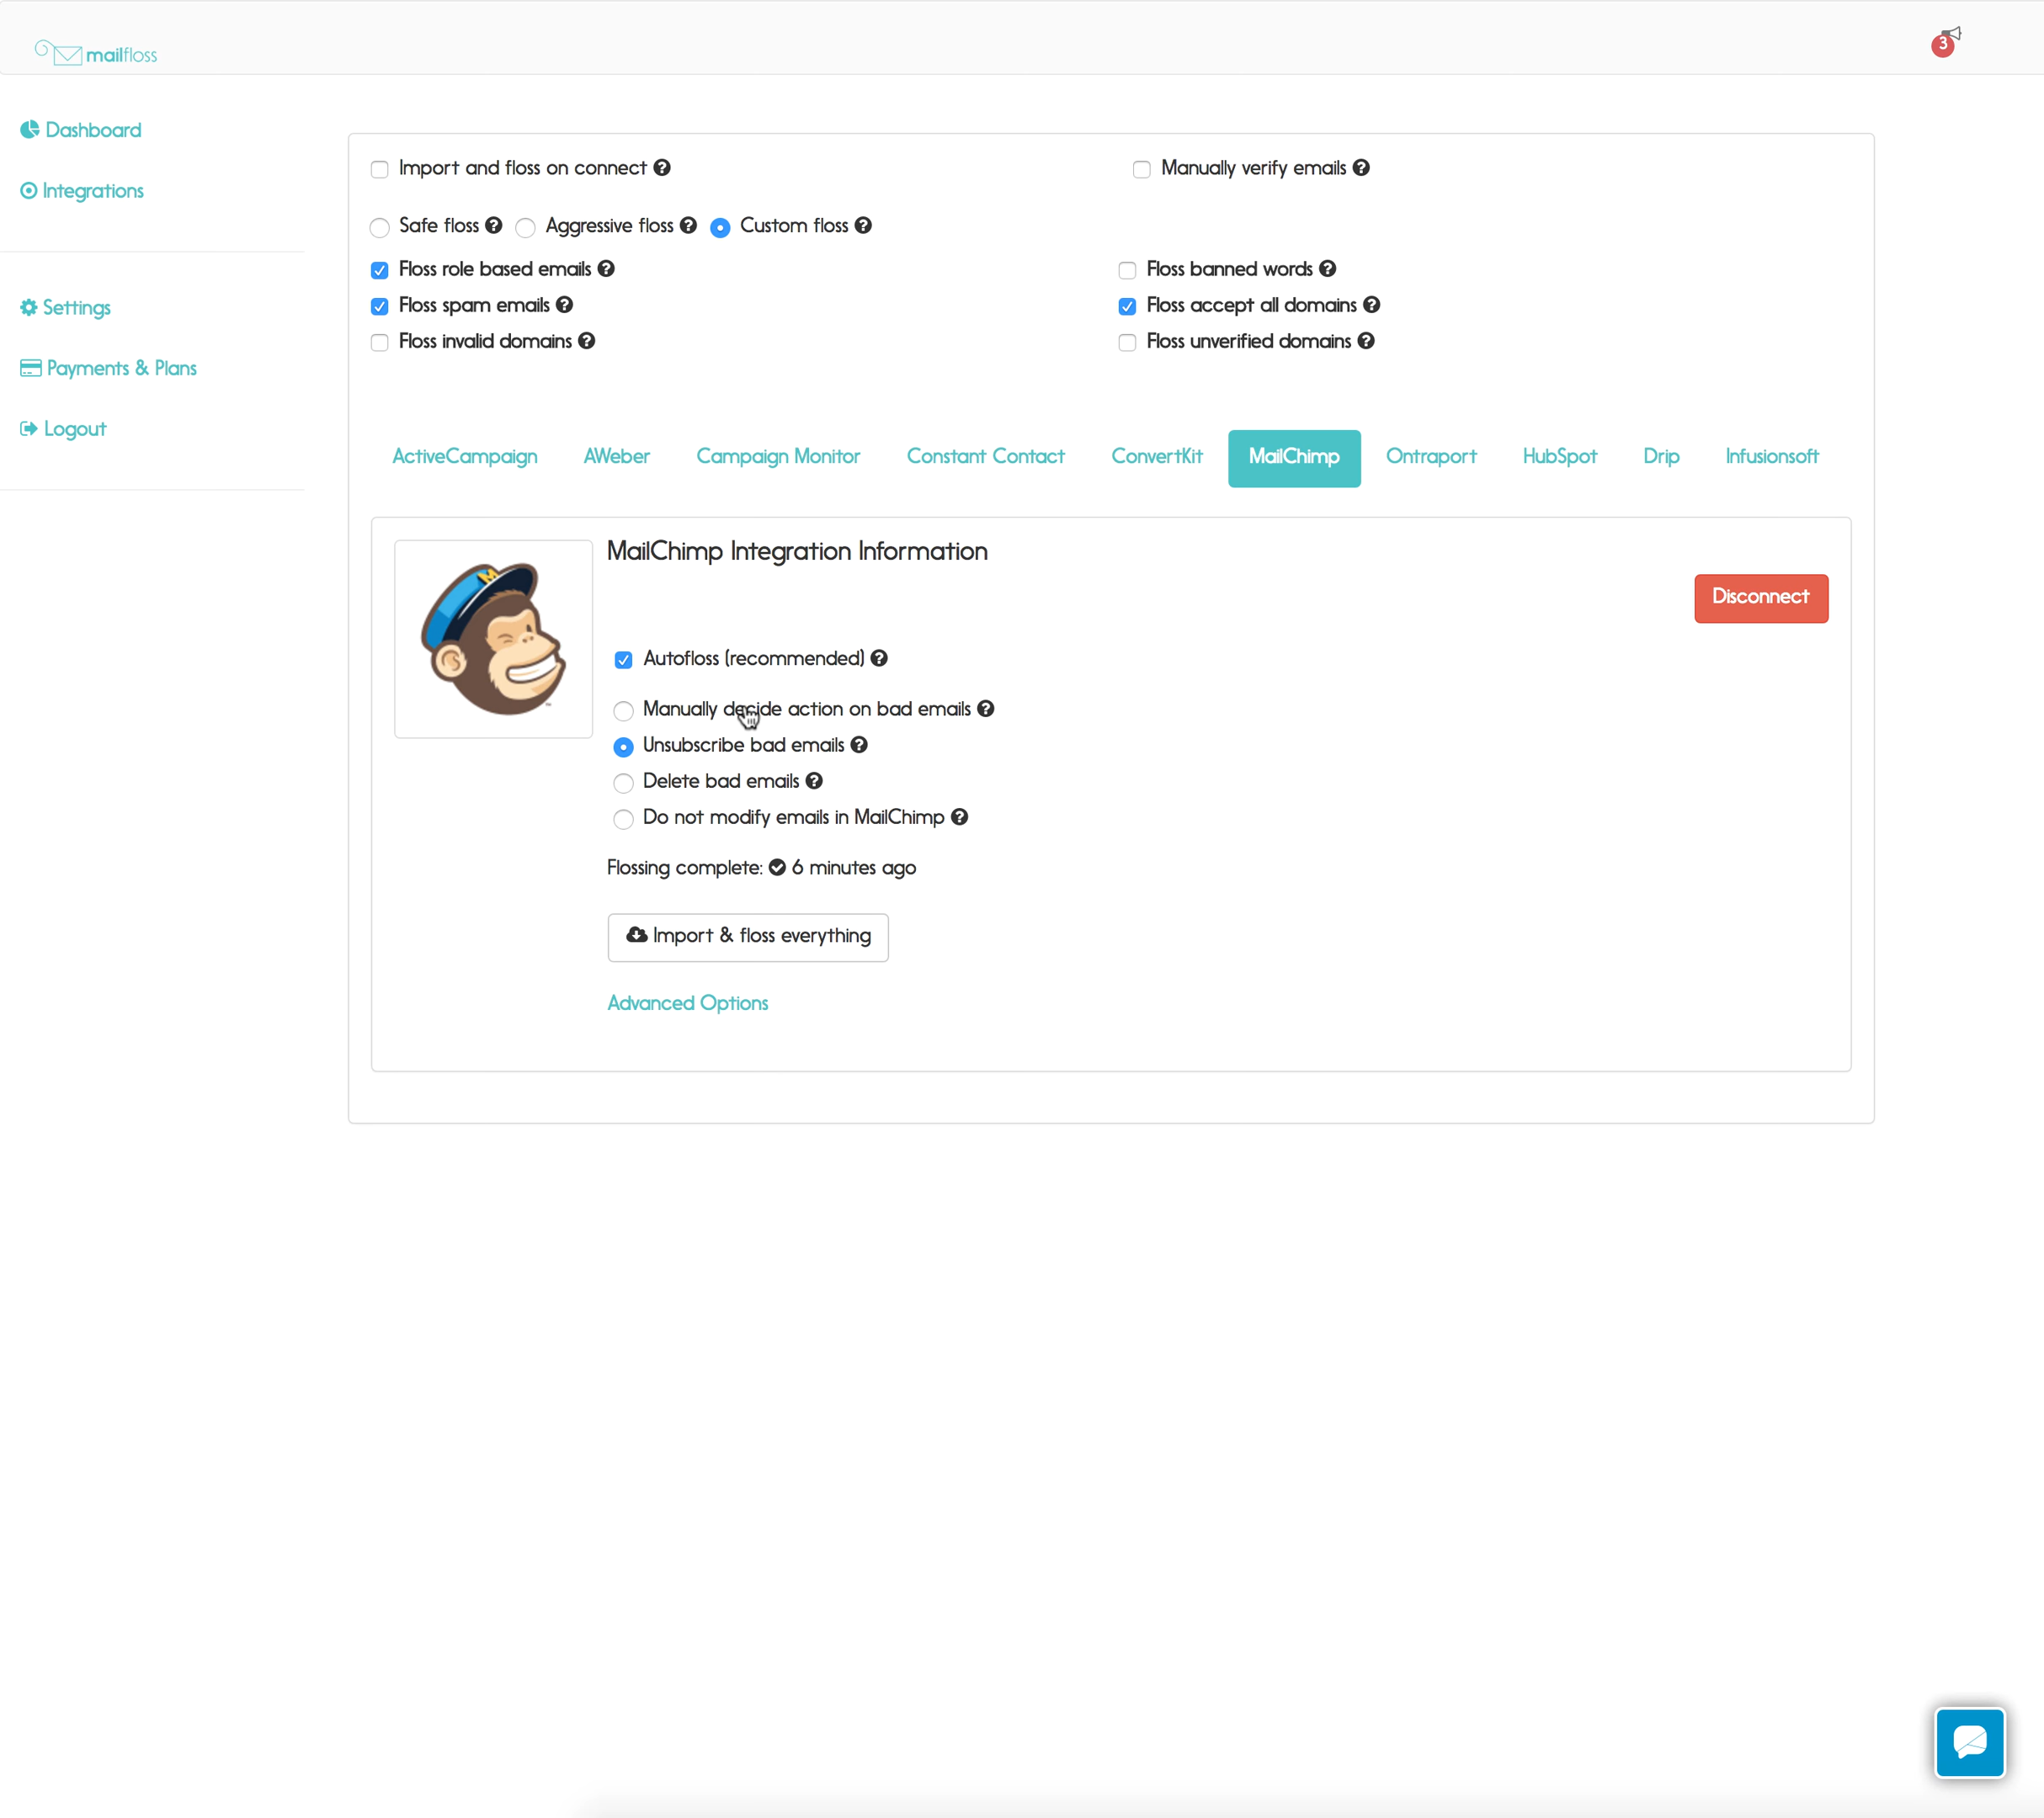 mailfloss
3
Dashboard
Integrations
Settings
Payments & Plans
Logout
Import and floss on connect ?
Manually verify emails ?
Safe floss ? Aggressive floss ? Custom floss ?
Floss role based emails ?
Floss banned words ?
Floss spam emails ?
Floss accept all domains ?
Floss invalid domains ?
Floss unverified domains ?
ActiveCampaign AWeber Campaign Monitor Constant Contact ConvertKit MailChimp Ontraport HubSpot Drip Infusionsoft
MailChimp Integration Information
Disconnect
Autofloss (recommended) ?
Manually decide action on bad emails ?
Unsubscribe bad emails ?
Delete bad emails ?
Do not modify emails in MailChimp ?
Flossing complete: 6 minutes ago
Import & floss everything
Advanced Options